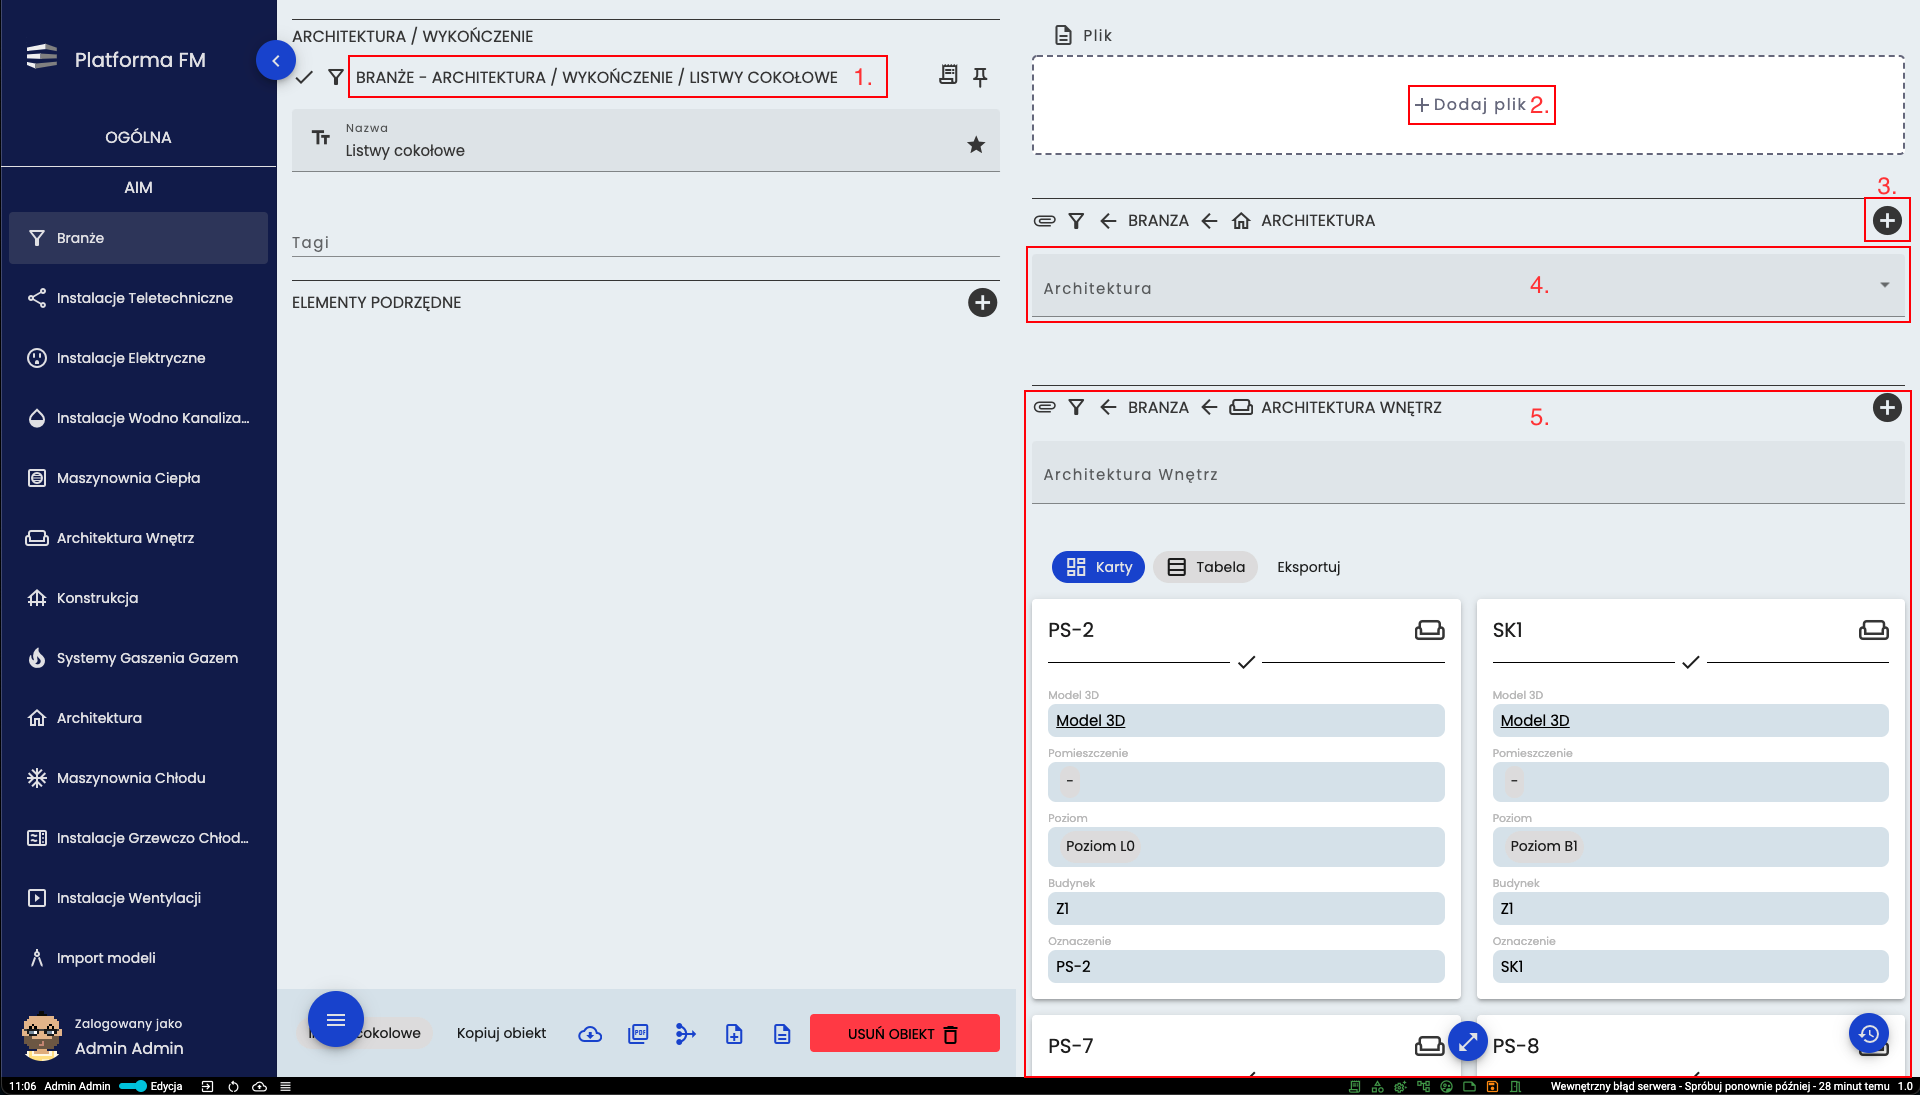 Platforma FM
OGÓLNA
AIM
Branże
Instalacje Teletechniczne
Instalacje Elektryczne
Instalacje Wodno Kanaliza...
Maszynownia Ciepła
Architektura Wnętrz
Konstrukcja
Systemy Gaszenia Gazem
Architektura
Maszynownia Chłodu
Instalacje Grzewczo Chłod...
Instalacje Wentylacji
Import modeli
Zalogowany jako
Admin Admin
ARCHITEKTURA / WYKOŃCZENIE
BRANŻE - ARCHITEKTURA / WYKOŃCZENIE / LISTWY COKOŁOWE 1.
Nazwa
Listwy cokołowe
Tagi
ELEMENTY PODRZĘDNE
cokolowe
Kopiuj obiekt
PDF
USUŃ OBIEKT
Plik
Dodaj plik 2.
3.
BRANZA ARCHITEKTURA
Architektura 4.
BRANZA ARCHITEKTURA WNĘTRZ 5.
Architektura Wnętrz
Karty Tabela Eksportuj
PS-2
Model 3D
Model 3D
Pomieszczenie
-
Poziom
Poziom L0
Budynek
Z1
Oznaczenie
PS-2
SK1
Model 3D
Model 3D
Pomieszczenie
-
Poziom
Poziom B1
Budynek
Z1
Oznaczenie
SK1
PS-7
PS-8
11:06 Admin Admin Edycja
Wewnętrzny błąd serwera - Spróbuj ponownie później - 28 minut temu 1.0